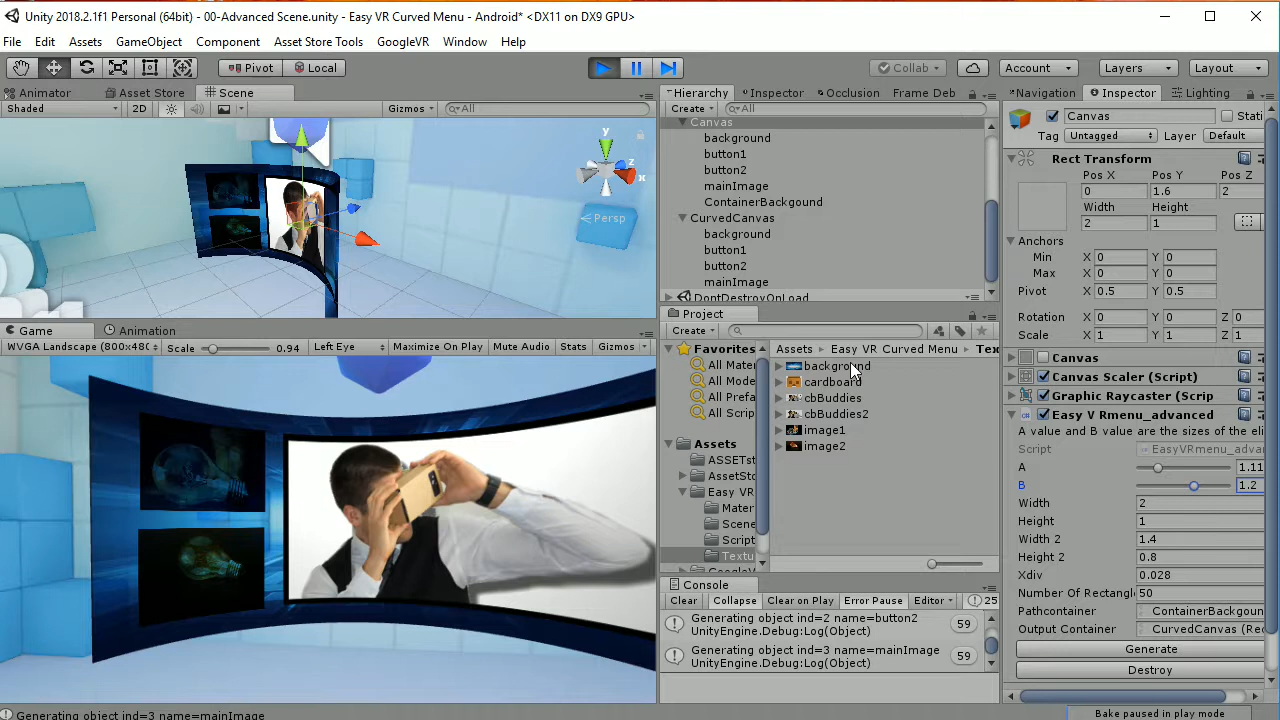 Unity 2018.2.1f1 Personal (64bit) - 00-Advanced Scene.unity - Easy VR Curved Menu - Android* <DX11 on DX9 GPU>
File Edit Assets GameObject Component Asset Store Tools GoogleVR Window Help
Pivot Local Collab Account Layers Layout
Animator Asset Store Scene
Shaded 2D Gizmos All
Persp
y
z
x
Game Animation
WVGA Landscape (800x480 Scale 0.94 Left Eye Maximize On Play Mute Audio Stats Gizmos
Hierarchy Inspector Occlusion Frame Deb
Create All
Canvas
background
button1
button2
mainImage
ContainerBackgound
CurvedCanvas
background
button1
button2
mainImage
DontDestroyOnLoad
Project
Create
Favorites
All Mater
All Mode
All Prefa
All Scrip
Assets
ASSETst
AssetSto
Easy VR
Mater
Scene
Script
Textu
GoogleV
Assets Easy VR Curved Menu Tex
background
cardboard
cbBuddies
cbBuddies2
image1
image2
Console
Clear Collapse Clear on Play Error Pause Editor 25
Generating object ind=2 name=button2
UnityEngine.Debug:Log(Object)
59
Generating object ind=3 name=mainImage
UnityEngine.Debug:Log(Object)
59
Navigation Inspector Lighting
Canvas Stati
Tag Untagged Layer Default
Rect Transform
Pos X Pos Y Pos Z
0 1.6 2
Width Height
2 1
Anchors
Min X 0 Y 0
Max X 0 Y 0
Pivot X 0.5 Y 0.5
Rotation X 0 Y 0 Z 0
Scale X 1 Y 1 Z 1
Canvas
Canvas Scaler (Script)
Graphic Raycaster (Scrip
Easy V Rmenu_advanced
A value and B value are the sizes of the eli
Script EasyVRmenu_adva
A 1.11
B 1.2
Width 2
Height 1
Width 2 1.4
Height 2 0.8
Xdiv 0.028
Number Of Rectangl 50
Pathcontainer ContainerBackgoun
Output Container CurvedCanvas (Rec
Generate
Destroy
Generating object ind=3 name=mainImage
Bake paused in play mode